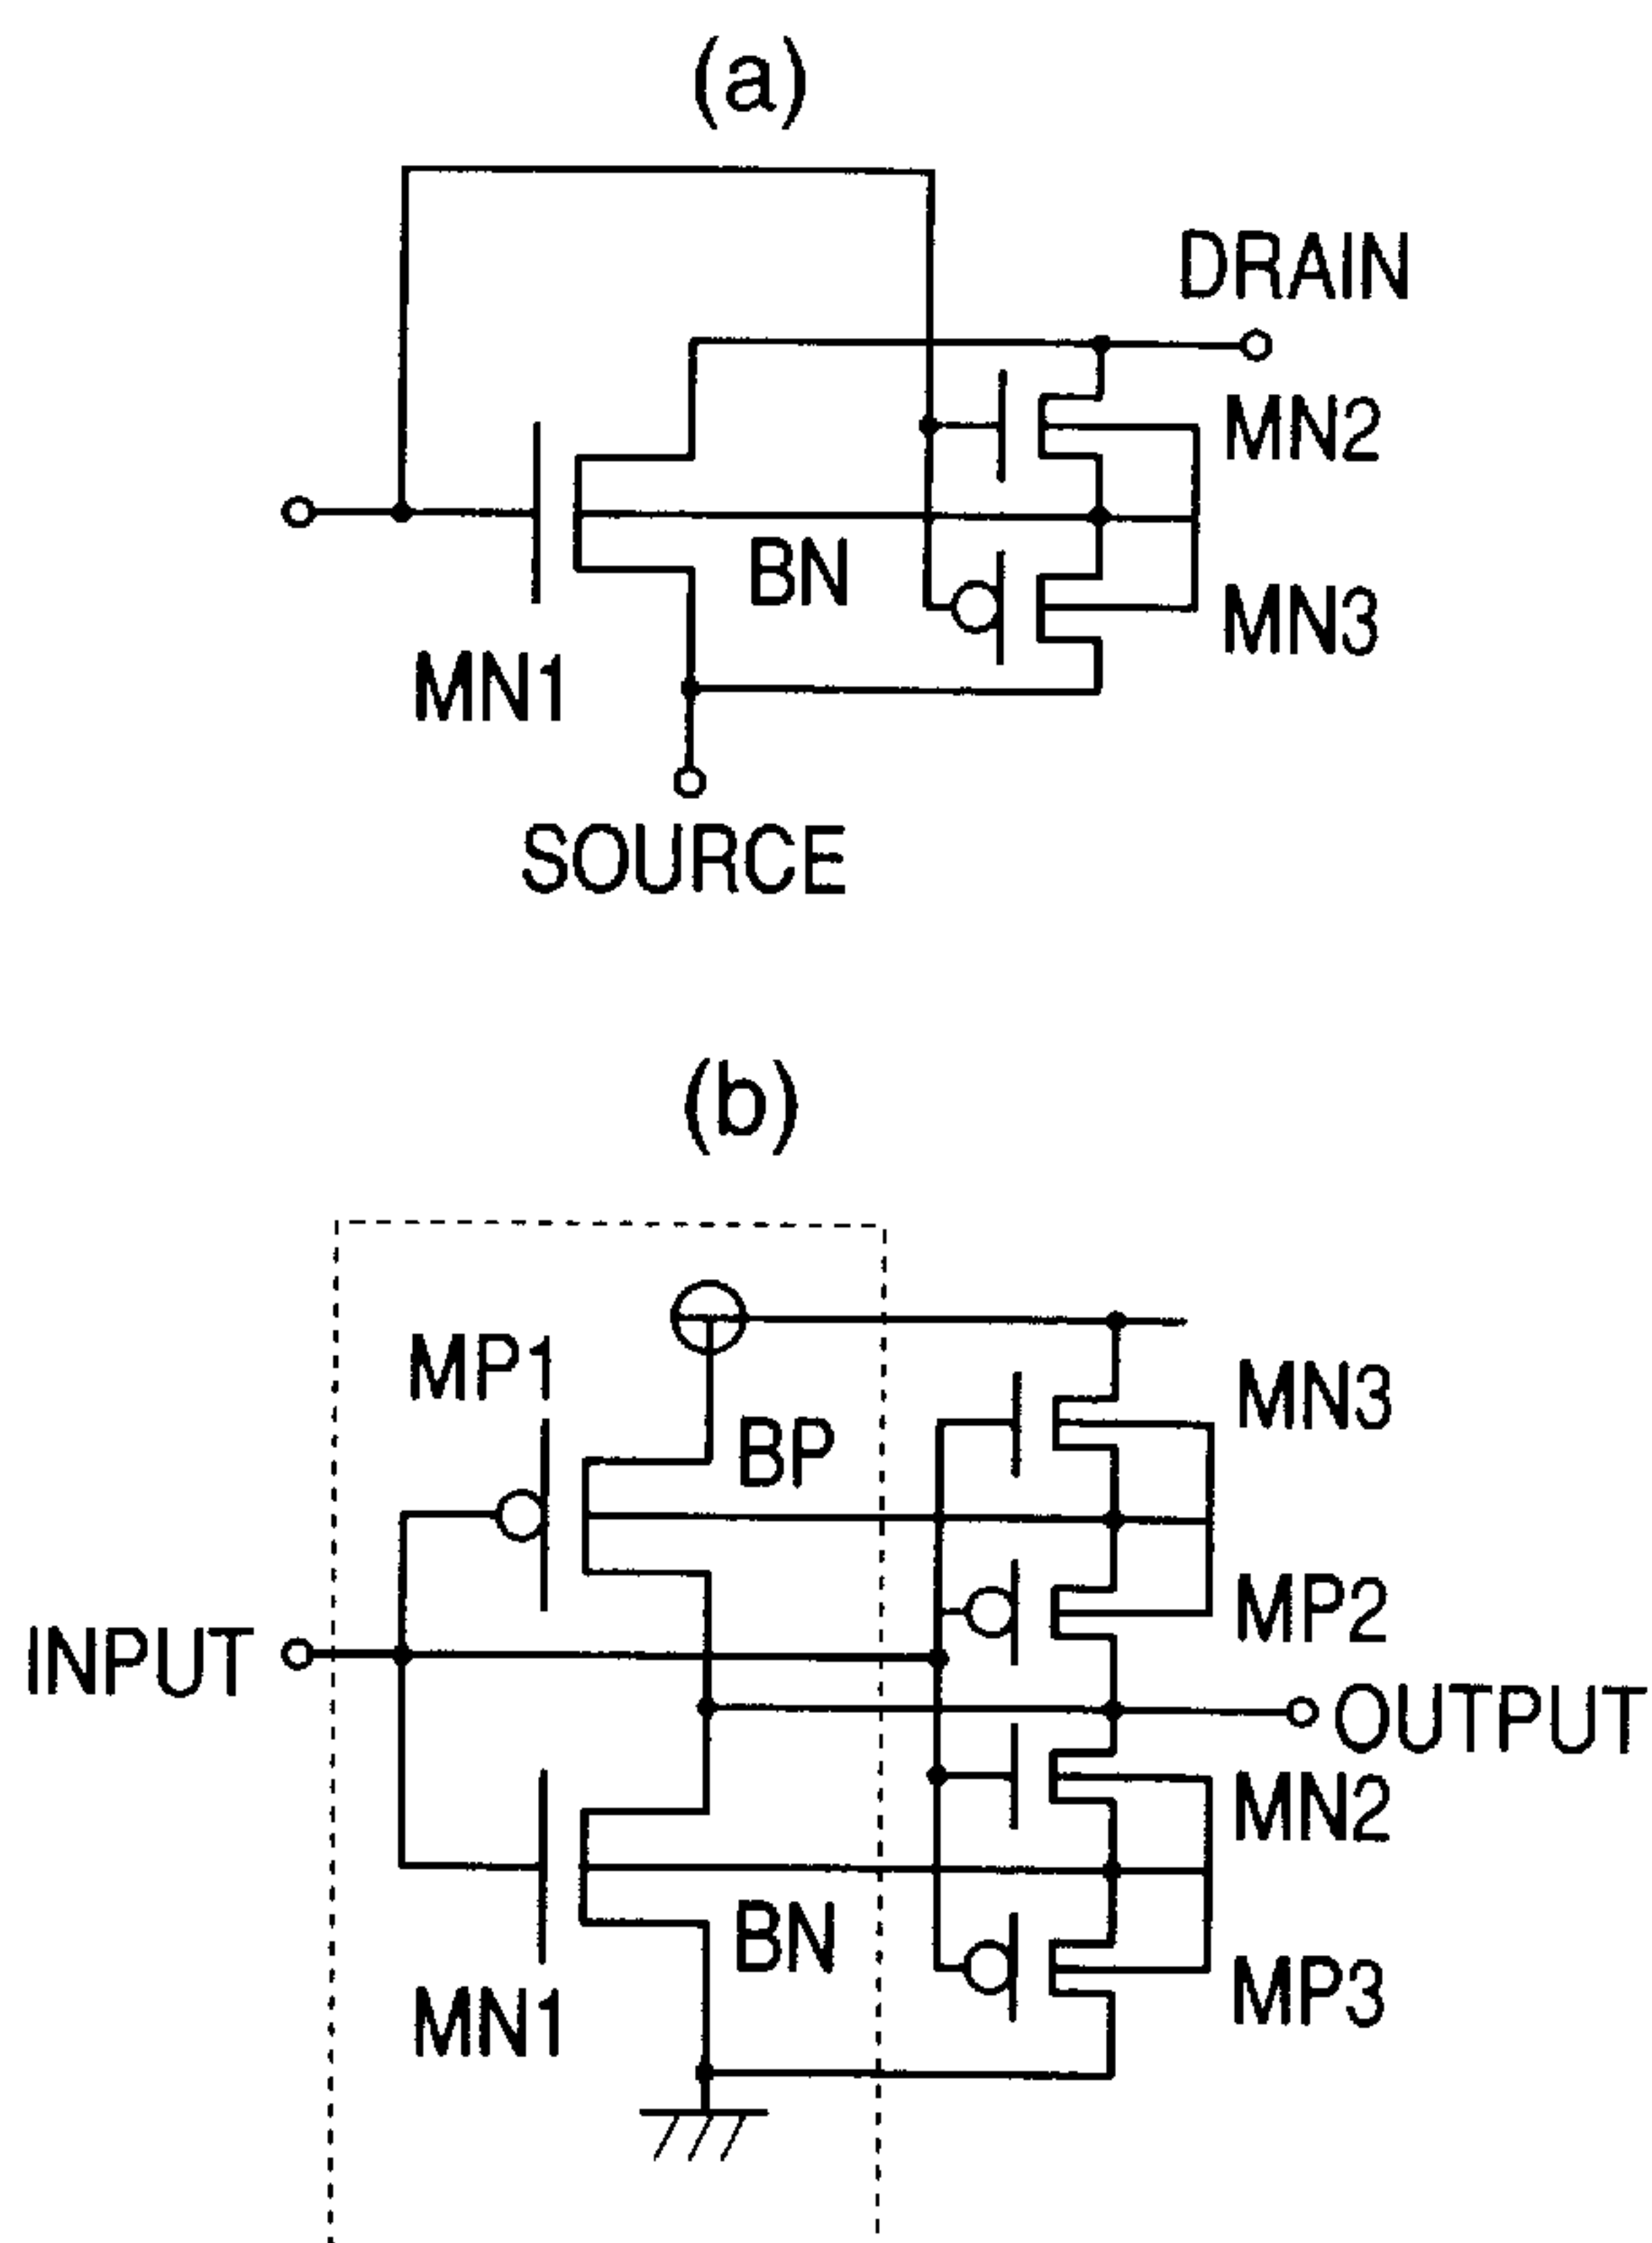 (a)
DRAIN
MN2
BN
MN3
MN1
SOURCE
(b)
MP1
MN3
BP
MP2
INPUT
OUTPUT
MN2
BN
MP3
MN1